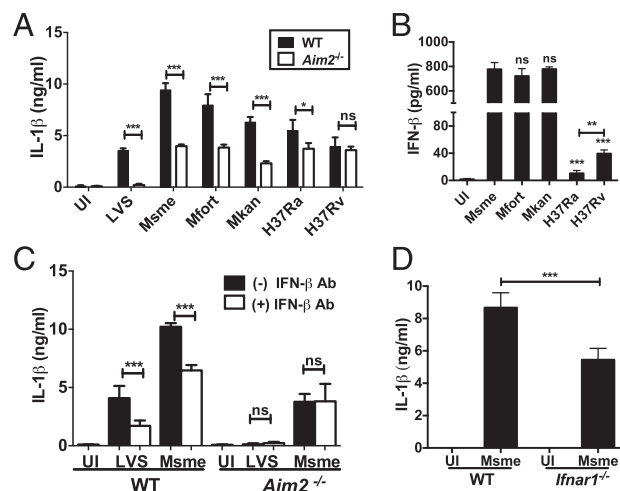 A
IL-1β (ng/ml)
15
10
5
0
WT
Aim2-/-
***
***
***
***
*
ns
UI
LVS
Msme
Mfort
Mkan
H37Ra
H37Rv
B
IFN-β (pg/ml)
1000
800
600
400
80
40
0
ns
ns
**
***
***
UI
Msme
Mfort
Mkan
H37Ra
H37Rv
C
IL-1β (ng/ml)
15
10
5
0
(-) IFN-β Ab
(+) IFN-β Ab
***
***
ns
ns
UI LVS Msme UI LVS Msme
WT Aim2 -/-
D
IL-1β (ng/ml)
10
8
6
4
2
0
***
UI Msme UI Msme
WT Ifnar1-/-